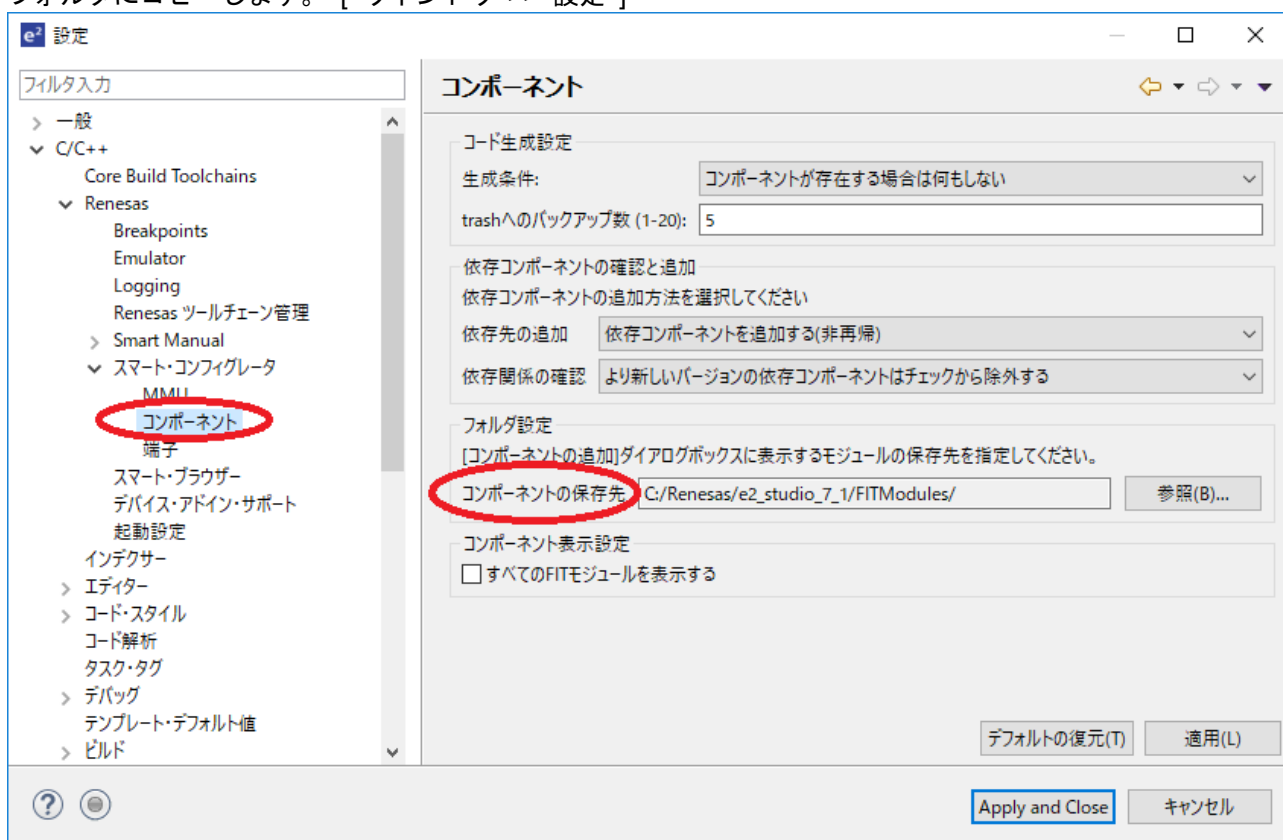 フォルダにコピーします。 [ ウィンドウ >> 設定 ]
e² 設定
フィルタ入力
一般
C/C++
Core Build Toolchains
Renesas
Breakpoints
Emulator
Logging
Renesas ツールチェーン管理
Smart Manual
スマート・コンフィグレータ
MMU
コンポーネント
端子
スマート・ブラウザー
デバイス・アドイン・サポート
起動設定
インデクサー
エディター
コード・スタイル
コード解析
タスク・タグ
デバッグ
テンプレート・デフォルト値
ビルド
コンポーネント
コード生成設定
生成条件: コンポーネントが存在する場合は何もしない
trashへのバックアップ数 (1-20): 5
依存コンポーネントの確認と追加
依存コンポーネントの追加方法を選択してください
依存先の追加 依存コンポーネントを追加する(非再帰)
依存関係の確認 より新しいバージョンの依存コンポーネントはチェックから除外する
フォルダ設定
[コンポーネントの追加]ダイアログボックスに表示するモジュールの保存先を指定してください。
コンポーネントの保存先 C:/Renesas/e2_studio_7_1/FITModules/ 参照(B)...
コンポーネント表示設定
すべてのFITモジュールを表示する
デフォルトの復元(T) 適用(L)
? Apply and Close キャンセル